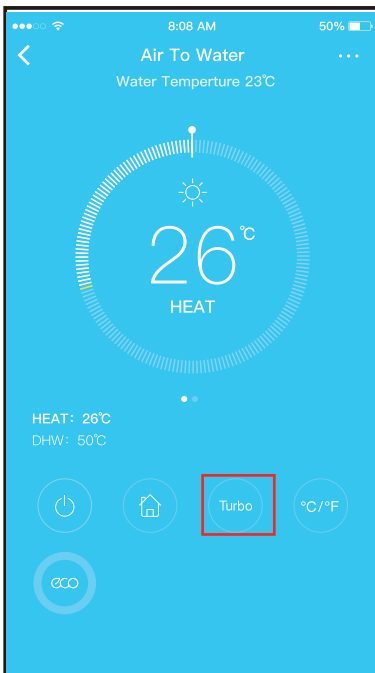 8:08 AM 50%
Air To Water
Water Temperture 23℃
26℃
HEAT
HEAT: 26℃
DHW: 50℃
Turbo °C/°F
eco